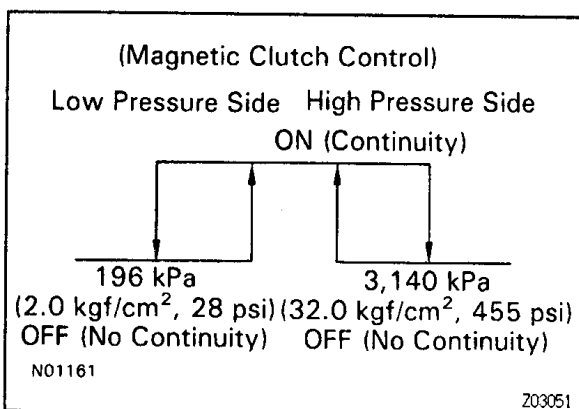 (Magnetic Clutch Control)
Low Pressure Side High Pressure Side
ON (Continuity)
196 kPa 3,140 kPa
(2.0 kgf/cm², 28 psi) (32.0 kgf/cm², 455 psi)
OFF (No Continuity) OFF (No Continuity)
N01161
Z03051